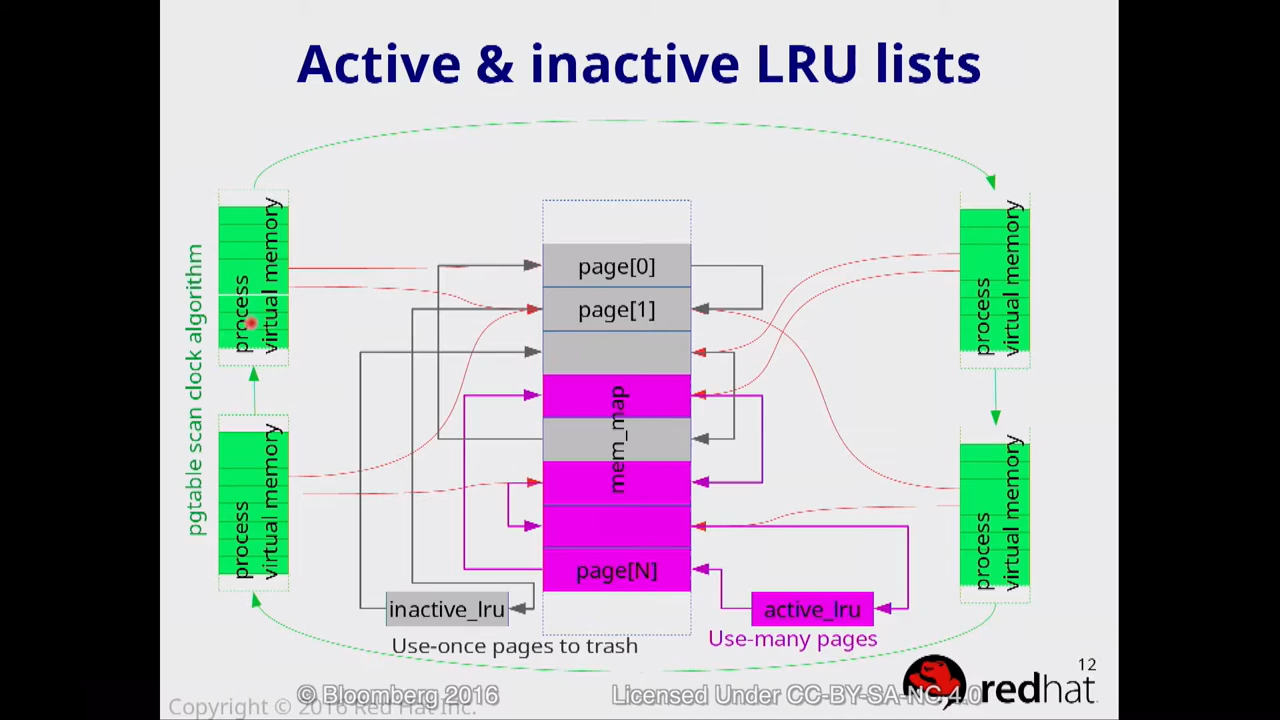 Active & inactive LRU lists
process
virtual memory
process
virtual memory
pgtable scan clock algorithm
process
virtual memory
process
virtual memory
page[0]
page[1]
mem_map
page[N]
inactive_lru
active_lru
Use-once pages to trash
Use-many pages
12
redhat.
© Bloomberg 2016
Licensed Under CC-BY-SA-NC 4.0
Copyright © 2016 Red Hat Inc.